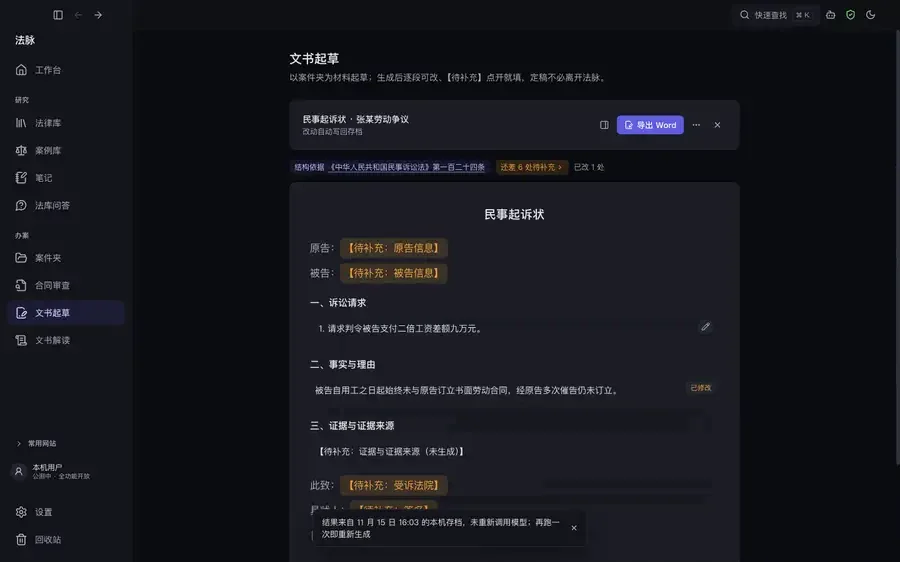 快速查找 ⌘ K
法脉
工作台
研究
法律库
案例库
笔记
法库问答
办案
案件夹
合同审查
文书起草
文书解读
常用网站
本机用户
公测中 · 全功能开放
设置
回收站
文书起草
以案件夹为材料起草；生成后逐段可改、【待补充】点开就填，定稿不必离开法脉。
民事起诉状 · 张某劳动争议
改动自动写回存档
导出 Word
结构依据 《中华人民共和国民事诉讼法》第一百二十四条
还差 6 处待补充 ›
已改 1 处
民事起诉状
原告：【待补充：原告信息】
被告：【待补充：被告信息】
一、诉讼请求
1. 请求判令被告支付二倍工资差额九万元。
二、事实与理由
被告自用工之日起始终未与原告订立书面劳动合同，经原告多次催告仍未订立。
已修改
三、证据与证据来源
【待补充：证据与证据来源（未生成）】
此致：【待补充：受诉法院】
结果来自 11 月 15 日 16:03 的本机存档，未重新调用模型；再跑一
次即重新生成